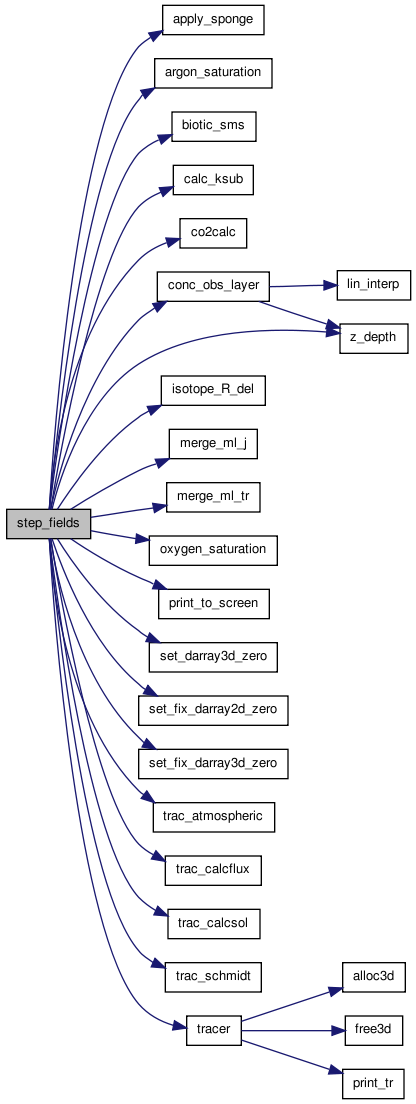 apply_sponge
argon_saturation
biotic_sms
calc_ksub
co2calc
conc_obs_layer
lin_interp
z_depth
isotope_R_del
merge_ml_j
merge_ml_tr
step_fields
oxygen_saturation
print_to_screen
set_darray3d_zero
set_fix_darray2d_zero
set_fix_darray3d_zero
trac_atmospheric
trac_calcflux
trac_calcsol
trac_schmidt
alloc3d
tracer
free3d
print_tr